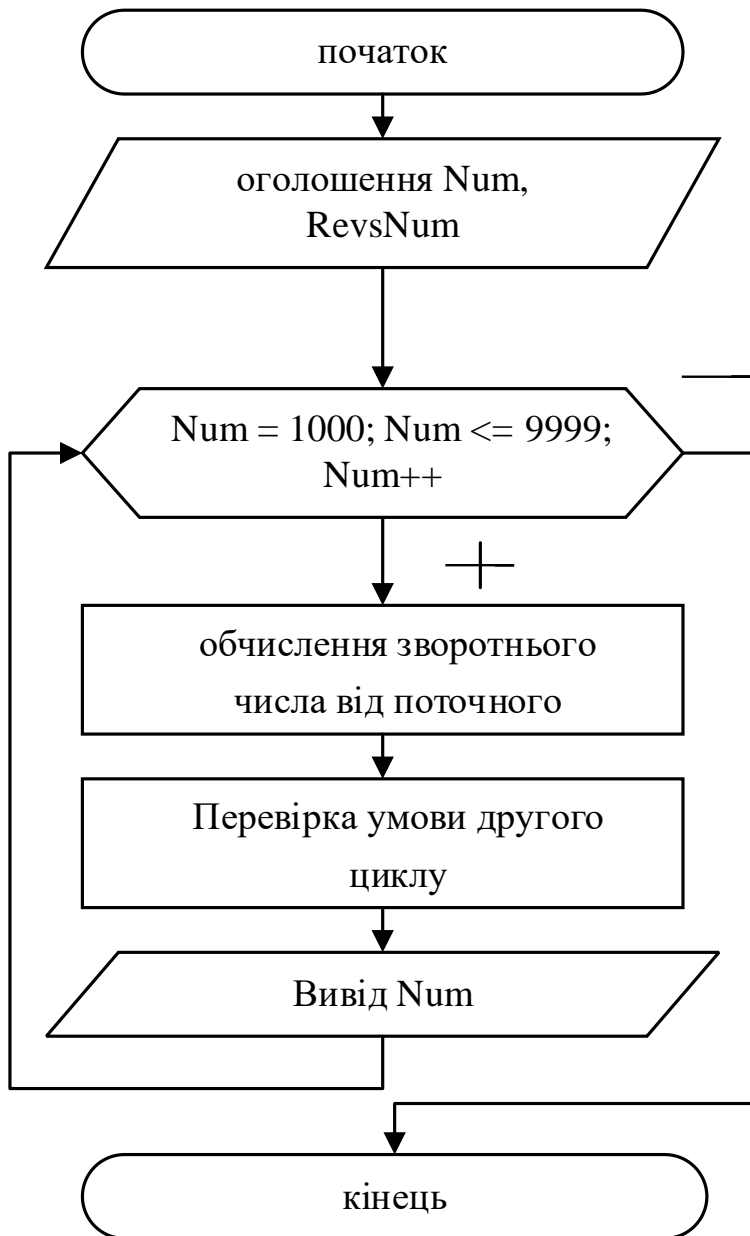 початок
оголошення Num,
RevsNum
Num = 1000; Num <= 9999;
Num++
обчислення зворотнього
числа від поточного
Перевірка умови другого
циклу
Вивід Num
кінець